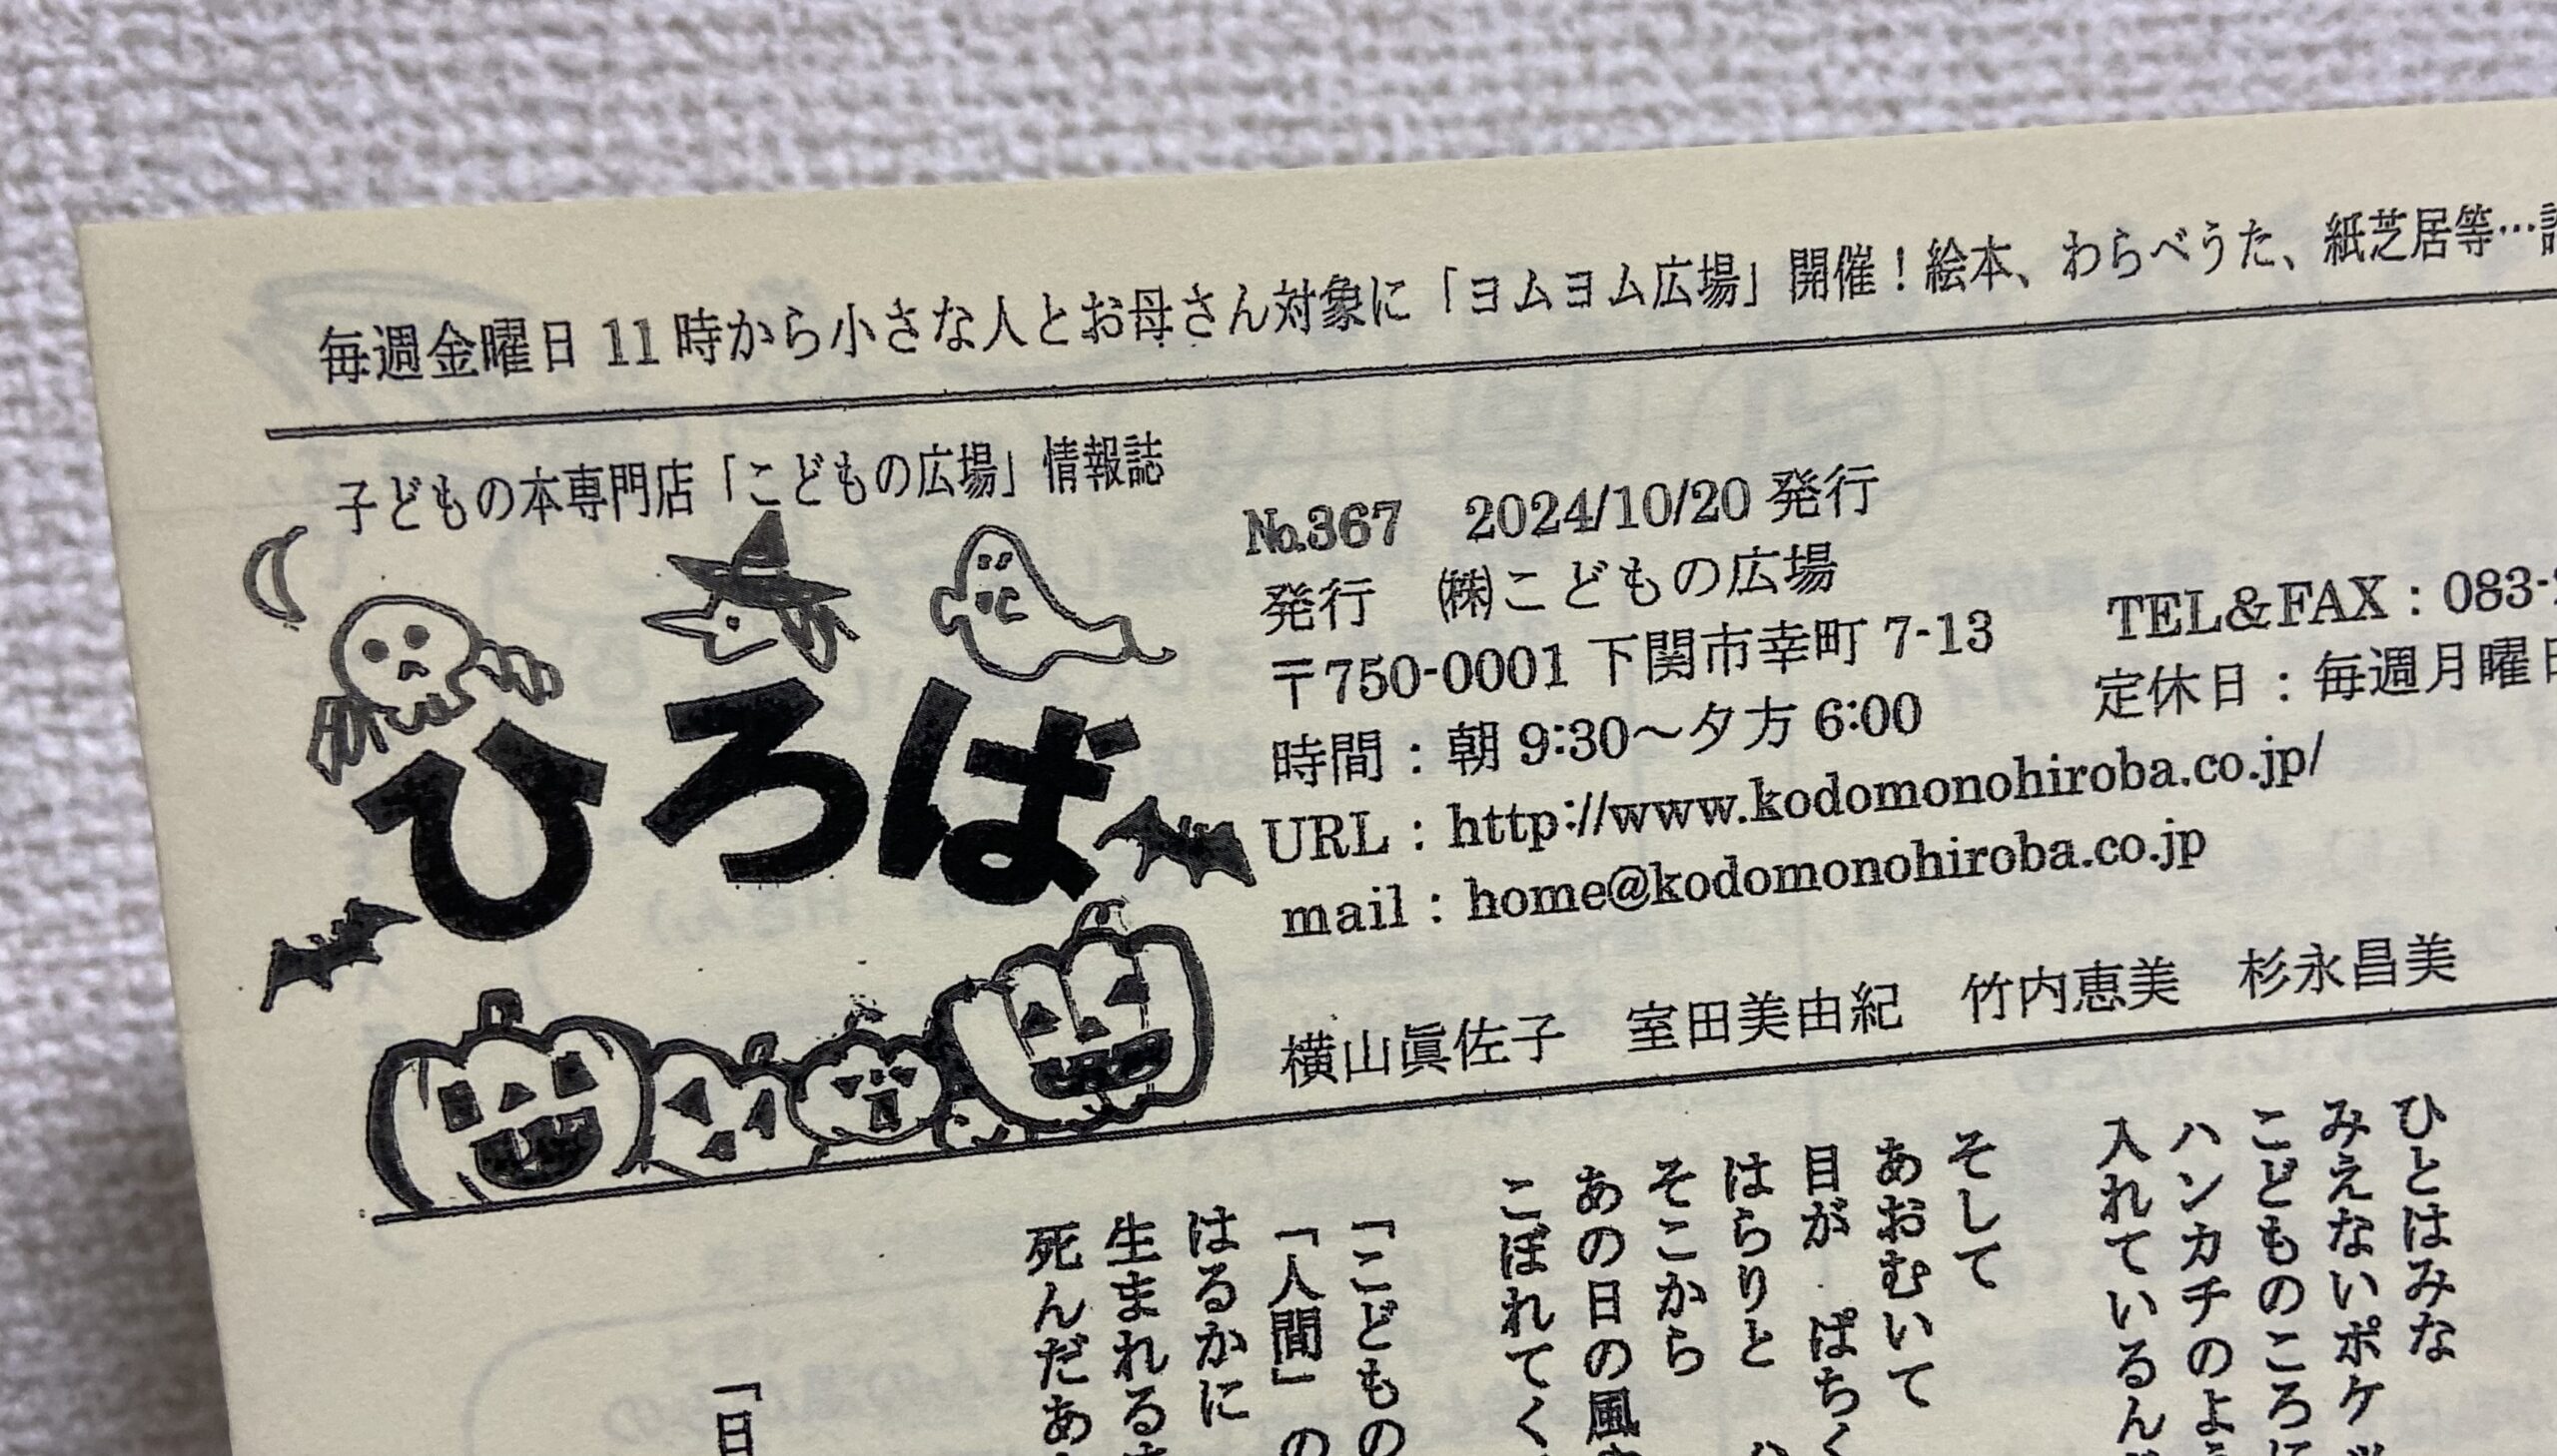 毎週金曜日 11 時から小さな人とお母さん対象に「ヨムヨム広場」開催！絵本、わらべうた、紙芝居等…
子どもの本専門店「こどもの広場」情報誌
ひろば
№367　2024/10/20 発行
発行　㈱こどもの広場
〒750-0001 下関市幸町 7-13　TEL&FAX：083-
時間：朝 9:30～夕方 6:00　定休日：毎週月曜日
URL：http://www.kodomonohiroba.co.jp/
mail：home@kodomonohiroba.co.jp
横山眞佐子　室田美由紀　竹内恵美　杉永昌美
ひとはみな
みえないポケッ
こどものころに
ハンカチのよう
入れているん
そして
あおむいて
目が　ぱちく
はらりと
そこから
あの日の風
こぼれてく
「こどもの
「人間」の
はるかに
生まれる
死んだあ
「日